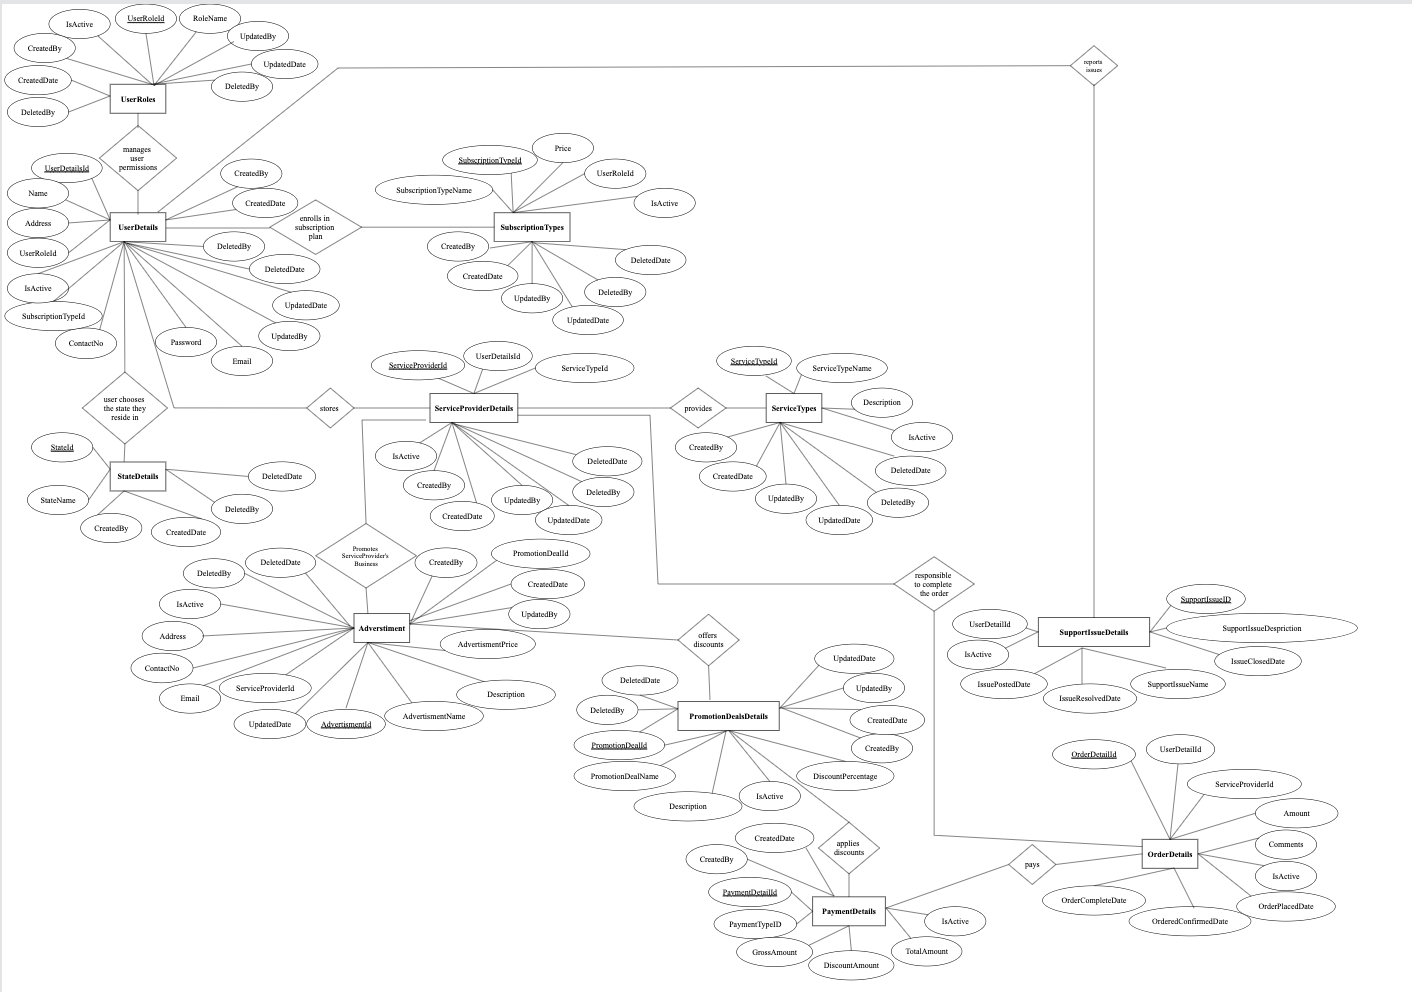 UserRoleId
RoleName
IsActive
UpdatedBy
CreatedBy
UpdatedDate
CreatedDate
DeletedBy
DeletedBy
UserRoles
reports
issues
manages
user
permissions
UserDetailsId
Name
Address
UserRoleId
IsActive
SubscriptionTypeId
ContactNo
Password
Email
UpdatedBy
UpdatedDate
DeletedDate
DeletedBy
CreatedDate
CreatedBy
UserDetails
enrolls in
subscription
plan
SubscriptionTypeId
Price
UserRoleId
SubscriptionTypeName
IsActive
SubscriptionTypes
CreatedBy
CreatedDate
UpdatedBy
UpdatedDate
DeletedBy
DeletedDate
user chooses
the state they
reside in
stores
StateId
StateDetails
StateName
CreatedBy
CreatedDate
DeletedBy
DeletedDate
ServiceProviderId
UserDetailsId
ServiceTypeId
ServiceProviderDetails
IsActive
CreatedBy
CreatedDate
UpdatedBy
UpdatedDate
DeletedBy
DeletedDate
provides
ServiceTypeId
ServiceTypeName
Description
ServiceTypes
IsActive
CreatedBy
CreatedDate
UpdatedBy
UpdatedDate
DeletedBy
DeletedDate
Promotes
ServiceProvider's
Business
responsible
to complete
the order
DeletedDate
DeletedBy
IsActive
Address
ContactNo
Email
ServiceProviderId
UpdatedDate
AdvertismentId
AdvertismentName
Description
AdvertismentPrice
UpdatedBy
CreatedDate
PromotionDealId
CreatedBy
Adverstiment
offers
discounts
SupportIssueID
UserDetailId
SupportIssueDetails
SupportIssueDespription
IsActive
IssueClosedDate
IssuePostedDate
IssueResolvedDate
SupportIssueName
DeletedDate
DeletedBy
PromotionDealId
PromotionDealName
Description
IsActive
DiscountPercentage
CreatedBy
CreatedDate
UpdatedBy
UpdatedDate
PromotionDealsDetails
applies
discounts
OrderDetailId
UserDetailId
ServiceProviderId
Amount
Comments
OrderDetails
IsActive
OrderPlacedDate
OrderedConfirmedDate
OrderCompleteDate
pays
CreatedDate
CreatedBy
PaymentDetailId
PaymentTypeID
GrossAmount
DiscountAmount
TotalAmount
IsActive
PaymentDetails